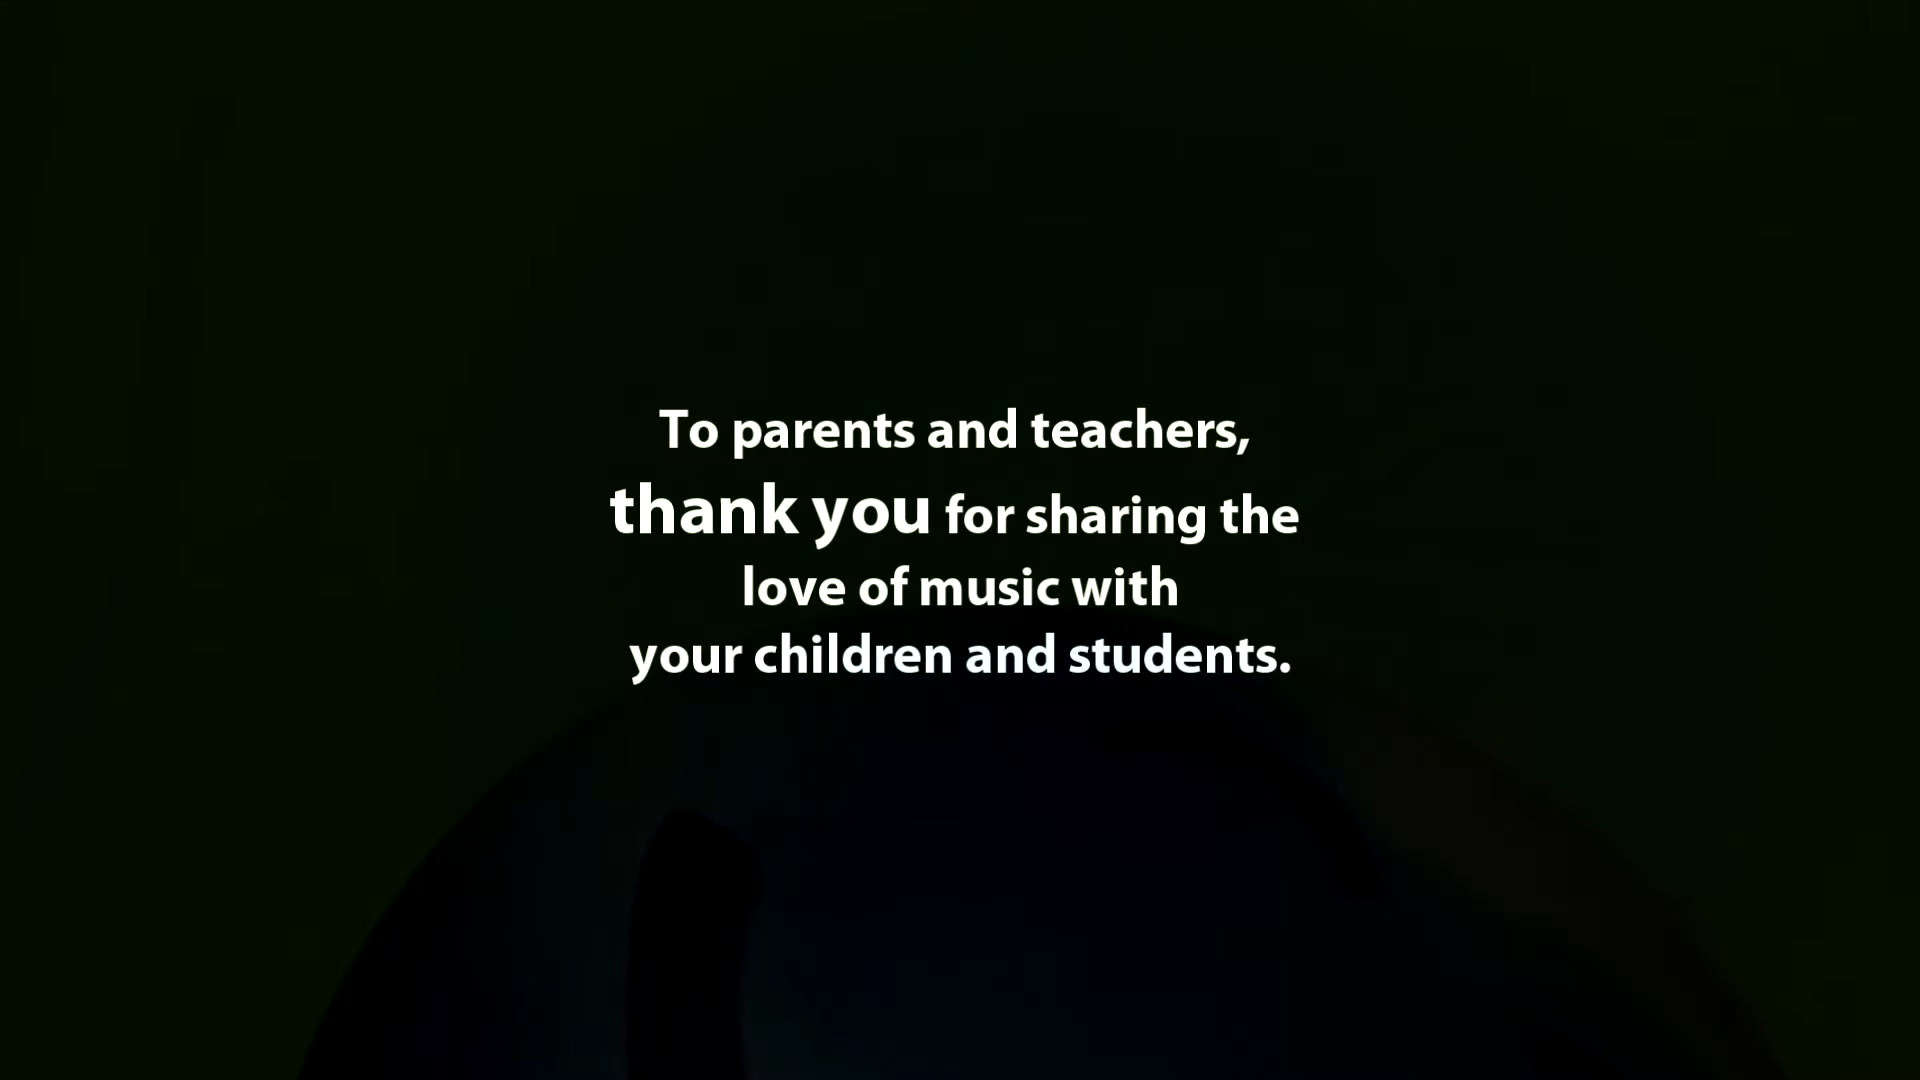 To parents and teachers,
thank you for sharing the
love of music with
your children and students.